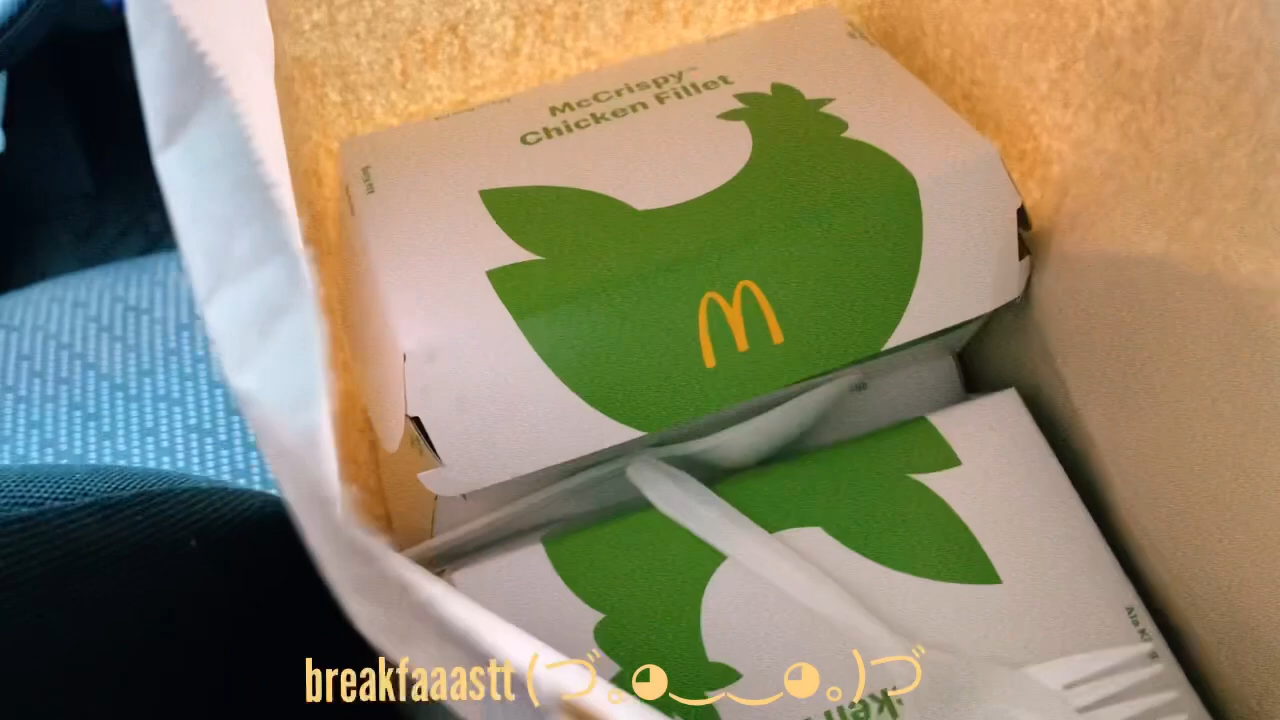 McCrispy™
Chicken Fillet
breakfaaastt (づ｡◕‿‿◕｡)づ